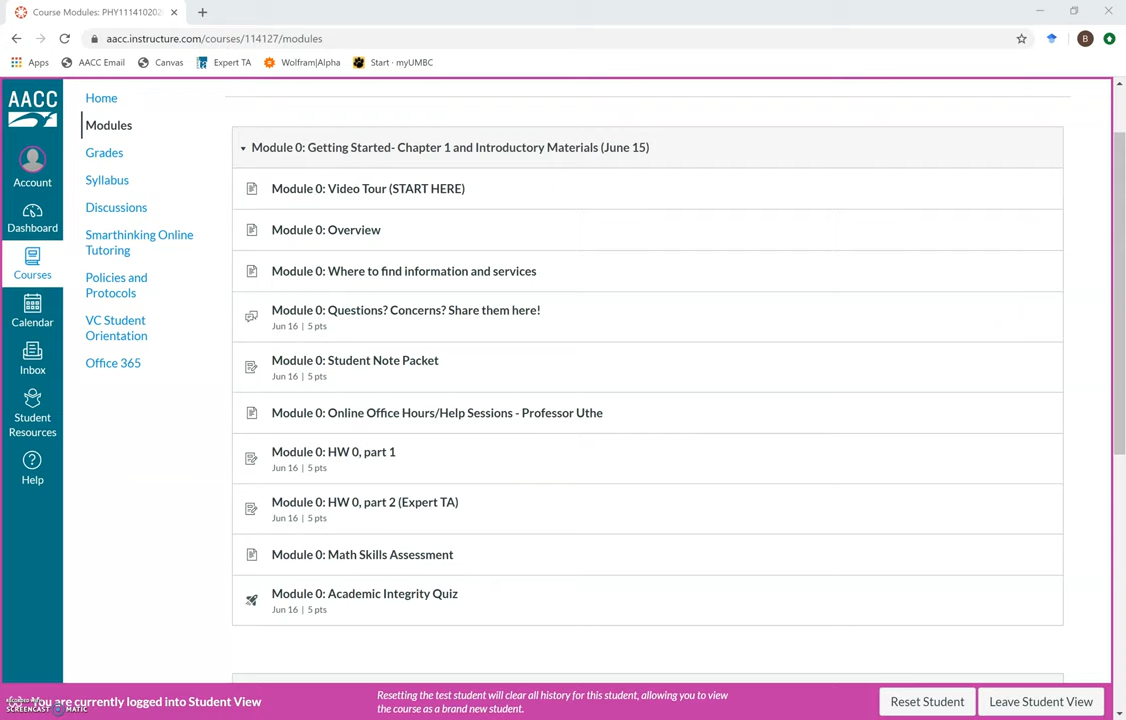 Course Modules: PHY1114102020
aacc.instructure.com/courses/114127/modules
B
Apps AACC Email Canvas Expert TA Wolfram|Alpha Start · myUMBC
AACC
Account
Dashboard
Courses
Calendar
Inbox
Student
Resources
Help
Home
Modules
Grades
Syllabus
Discussions
Smarthinking Online
Tutoring
Policies and
Protocols
VC Student
Orientation
Office 365
Module 0: Getting Started- Chapter 1 and Introductory Materials (June 15)
Module 0: Video Tour (START HERE)
Module 0: Overview
Module 0: Where to find information and services
Module 0: Questions? Concerns? Share them here!
Jun 16 | 5 pts
Module 0: Student Note Packet
Jun 16 | 5 pts
Module 0: Online Office Hours/Help Sessions - Professor Uthe
Module 0: HW 0, part 1
Jun 16 | 5 pts
Module 0: HW 0, part 2 (Expert TA)
Jun 16 | 5 pts
Module 0: Math Skills Assessment
Module 0: Academic Integrity Quiz
Jun 16 | 5 pts
You are currently logged into Student View
SCREENCAST MATIC
Resetting the test student will clear all history for this student, allowing you to view
the course as a brand new student.
Reset Student
Leave Student View